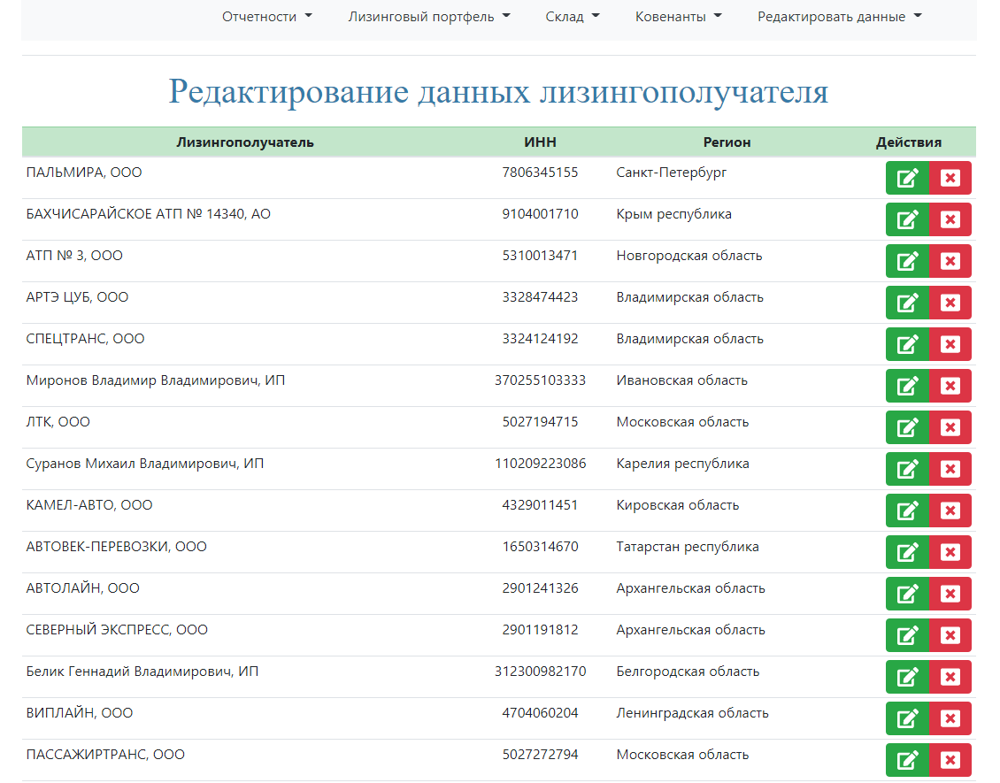 Отчетности Лизинговый портфель Склад Ковенанты Редактировать данные
Редактирование данных лизингополучателя
Лизингополучатель ИНН Регион Действия
ПАЛЬМИРА, ООО 7806345155 Санкт-Петербург
БАХЧИСАРАЙСКОЕ АТП № 14340, АО 9104001710 Крым республика
АТП № 3, ООО 5310013471 Новгородская область
АРТЭ ЦУБ, ООО 3328474423 Владимирская область
СПЕЦТРАНС, ООО 3324124192 Владимирская область
Миронов Владимир Владимирович, ИП 370255103333 Ивановская область
ЛТК, ООО 5027194715 Московская область
Суранов Михаил Владимирович, ИП 110209223086 Карелия республика
КАМЕЛ-АВТО, ООО 4329011451 Кировская область
АВТОВЕК-ПЕРЕВОЗКИ, ООО 1650314670 Татарстан республика
АВТОЛАЙН, ООО 2901241326 Архангельская область
СЕВЕРНЫЙ ЭКСПРЕСС, ООО 2901191812 Архангельская область
Белик Геннадий Владимирович, ИП 312300982170 Белгородская область
ВИПЛАЙН, ООО 4704060204 Ленинградская область
ПАССАЖИРТРАНС, ООО 5027272794 Московская область